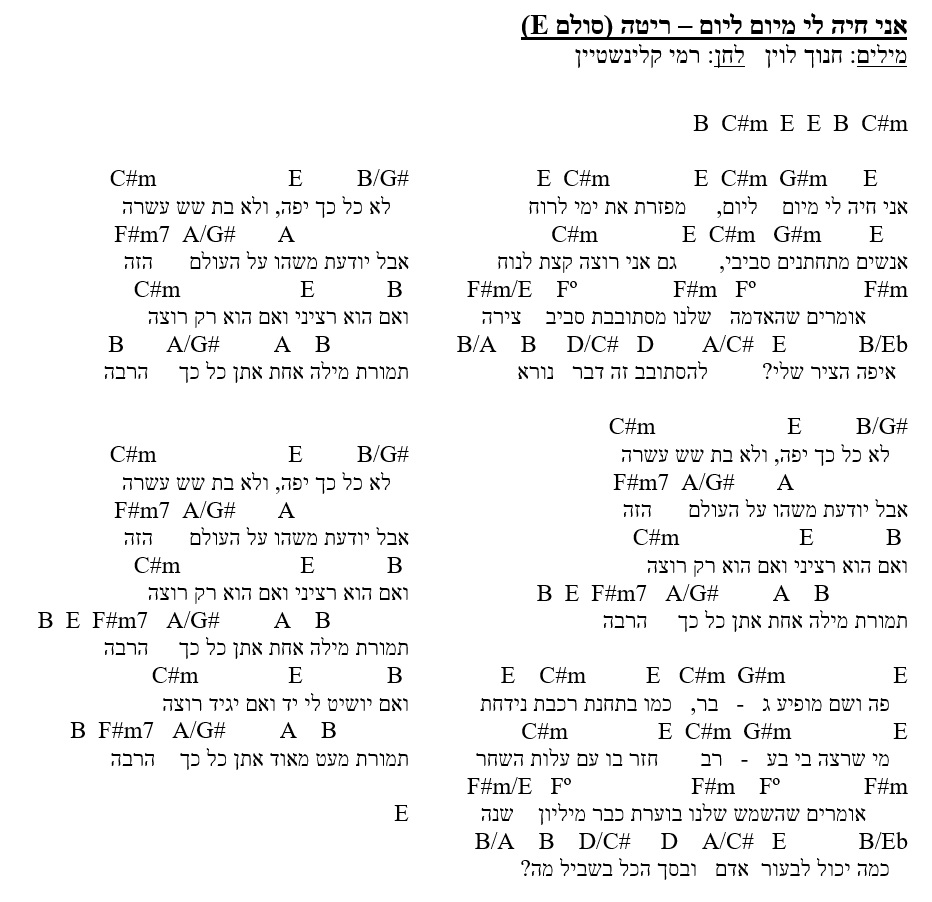 אני חיה לי מיום ליום – ריטה (סולם E)
מילים: חנוך לוין   לחן: רמי קלינשטיין
B  C#m  E  E  B  C#m
E  C#m  E  C#m  G#m  E
אני חיה לי מיום ליום, מפזרת את ימי לרוח
C#m  E  C#m  G#m  E
אנשים מתחתנים סביבי, גם אני רוצה קצת לנוח
F#m/E  Fº  F#m  Fº  F#m
אומרים שהאדמה שלנו מסתובבת סביב צירה
B/A  B  D/C#  D  A/C#  E  B/Eb
איפה הציר שלי? להסתובב זה דבר נורא
C#m  E  B/G#
לא כל כך יפה, ולא בת שש עשרה
F#m7  A/G#  A
אבל יודעת משהו על העולם הזה
C#m  E  B
ואם הוא רציני ואם הוא רק רוצה
B  E  F#m7  A/G#  A  B
תמורת מילה אחת אתן כל כך הרבה
E  C#m  E  C#m  G#m  E
פה ושם מופיע ג - בר, כמו בתחנת רכבת נידחת
C#m  E  C#m  G#m  E
מי שרצה בי בע - רב חזר בו עם עלות השחר
F#m/E  Fº  F#m  Fº  F#m
אומרים שהשמש שלנו בוערת כבר מיליון שנה
B/A  B  D/C#  D  A/C#  E  B/Eb
כמה יכול לבעור אדם ובסך הכל בשביל מה?
C#m  E  B/G#
לא כל כך יפה, ולא בת שש עשרה
F#m7  A/G#  A
אבל יודעת משהו על העולם הזה
C#m  E  B
ואם הוא רציני ואם הוא רק רוצה
B  A/G#  A  B
תמורת מילה אחת אתן כל כך הרבה
C#m  E  B/G#
לא כל כך יפה, ולא בת שש עשרה
F#m7  A/G#  A
אבל יודעת משהו על העולם הזה
C#m  E  B
ואם הוא רציני ואם הוא רק רוצה
B  E  F#m7  A/G#  A  B
תמורת מילה אחת אתן כל כך הרבה
C#m  E  B
ואם יושיט לי יד ואם יגיד רוצה
B  F#m7  A/G#  A  B
תמורת מעט מאוד אתן כל כך הרבה
E